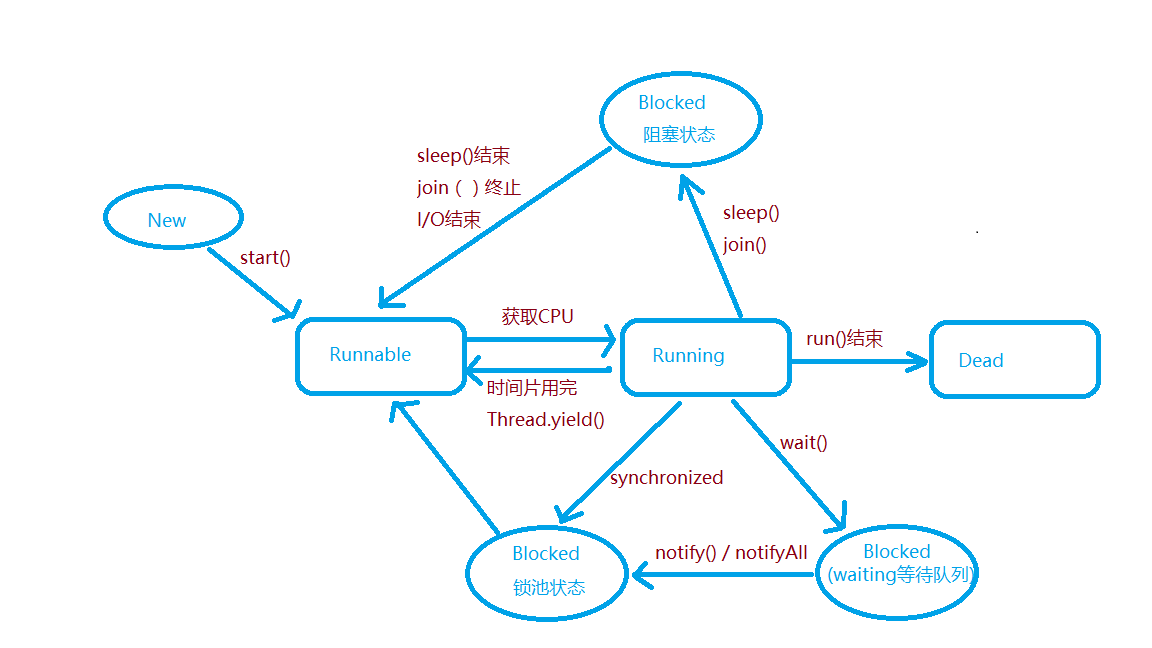 Blocked
阻塞状态
sleep()结束
join（ ）终止
I/O结束
New
sleep()
join()
start()
获取CPU
Runnable
Running
run()结束
Dead
时间片用完
Thread.yield()
wait()
synchronized
Blocked
锁池状态
notify() / notifyAll
Blocked
(waiting等待队列)